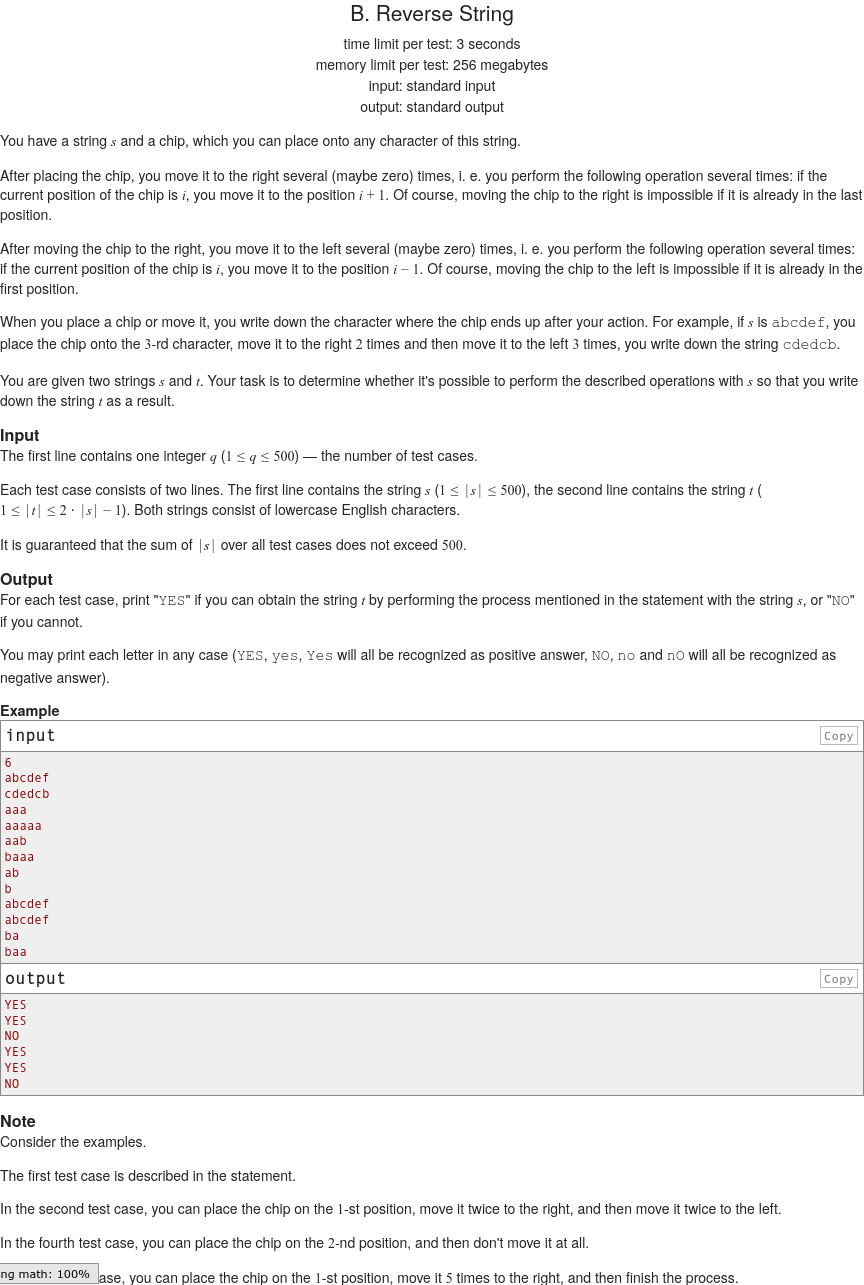 B. Reverse String
time limit per test: 3 seconds
memory limit per test: 256 megabytes
input: standard input
output: standard output
You have a string s and a chip, which you can place onto any character of this string.
After placing the chip, you move it to the right several (maybe zero) times, i. e. you perform the following operation several times: if the
current position of the chip is i, you move it to the position i + 1. Of course, moving the chip to the right is impossible if it is already in the last
position.
After moving the chip to the right, you move it to the left several (maybe zero) times, i. e. you perform the following operation several times:
if the current position of the chip is i, you move it to the position i − 1. Of course, moving the chip to the left is impossible if it is already in the
first position.
When you place a chip or move it, you write down the character where the chip ends up after your action. For example, if s is abcdef, you
place the chip onto the 3-rd character, move it to the right 2 times and then move it to the left 3 times, you write down the string cdedcb.
You are given two strings s and t. Your task is to determine whether it's possible to perform the described operations with s so that you write
down the string t as a result.
Input
The first line contains one integer q (1 ≤ q ≤ 500) — the number of test cases.
Each test case consists of two lines. The first line contains the string s (1 ≤ |s| ≤ 500), the second line contains the string t (
1 ≤ |t| ≤ 2 · |s| − 1). Both strings consist of lowercase English characters.
It is guaranteed that the sum of |s| over all test cases does not exceed 500.
Output
For each test case, print "YES" if you can obtain the string t by performing the process mentioned in the statement with the string s, or "NO"
if you cannot.
You may print each letter in any case (YES, yes, Yes will all be recognized as positive answer, NO, no and nO will all be recognized as
negative answer).
Example
input Copy
6
abcdef
cdedcb
aaa
aaaaa
aab
baaa
ab
b
abcdef
abcdef
ba
baa
output Copy
YES
YES
NO
YES
YES
NO
Note
Consider the examples.
The first test case is described in the statement.
In the second test case, you can place the chip on the 1-st position, move it twice to the right, and then move it twice to the left.
In the fourth test case, you can place the chip on the 2-nd position, and then don't move it at all.
ng math: 100% ase, you can place the chip on the 1-st position, move it 5 times to the right, and then finish the process.